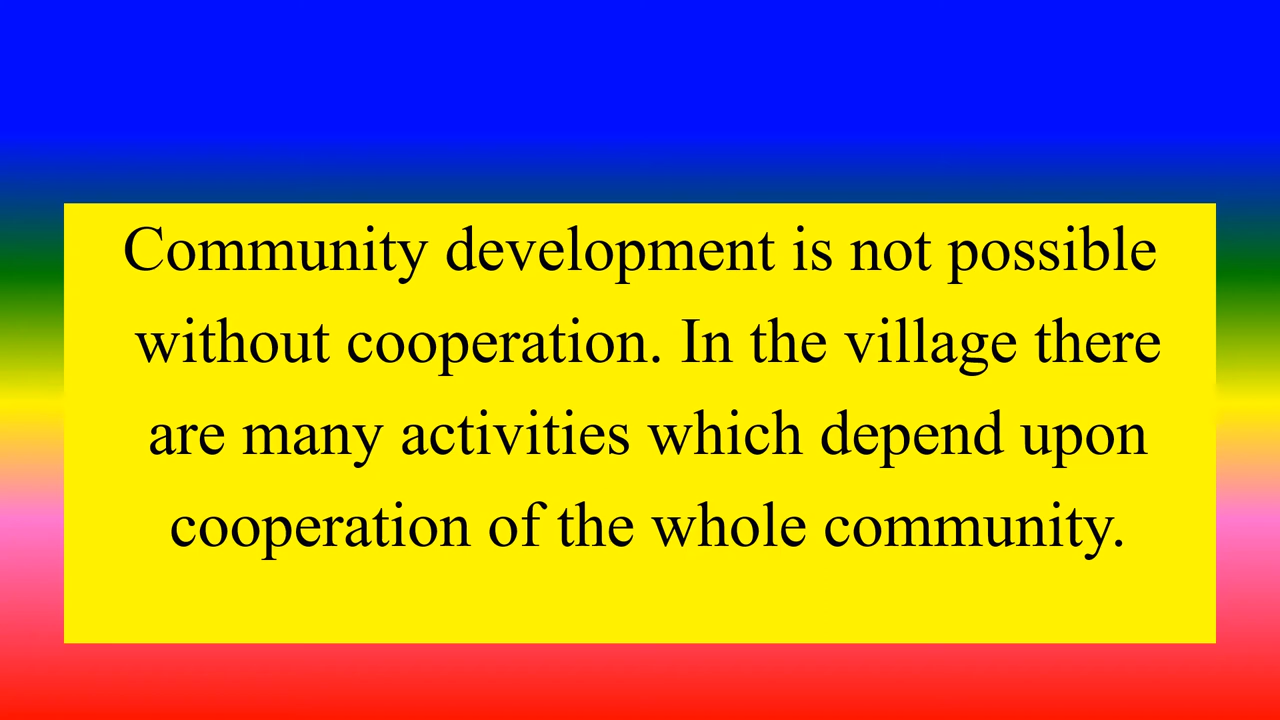 Community development is not possible
without cooperation. In the village there
are many activities which depend upon
cooperation of the whole community.